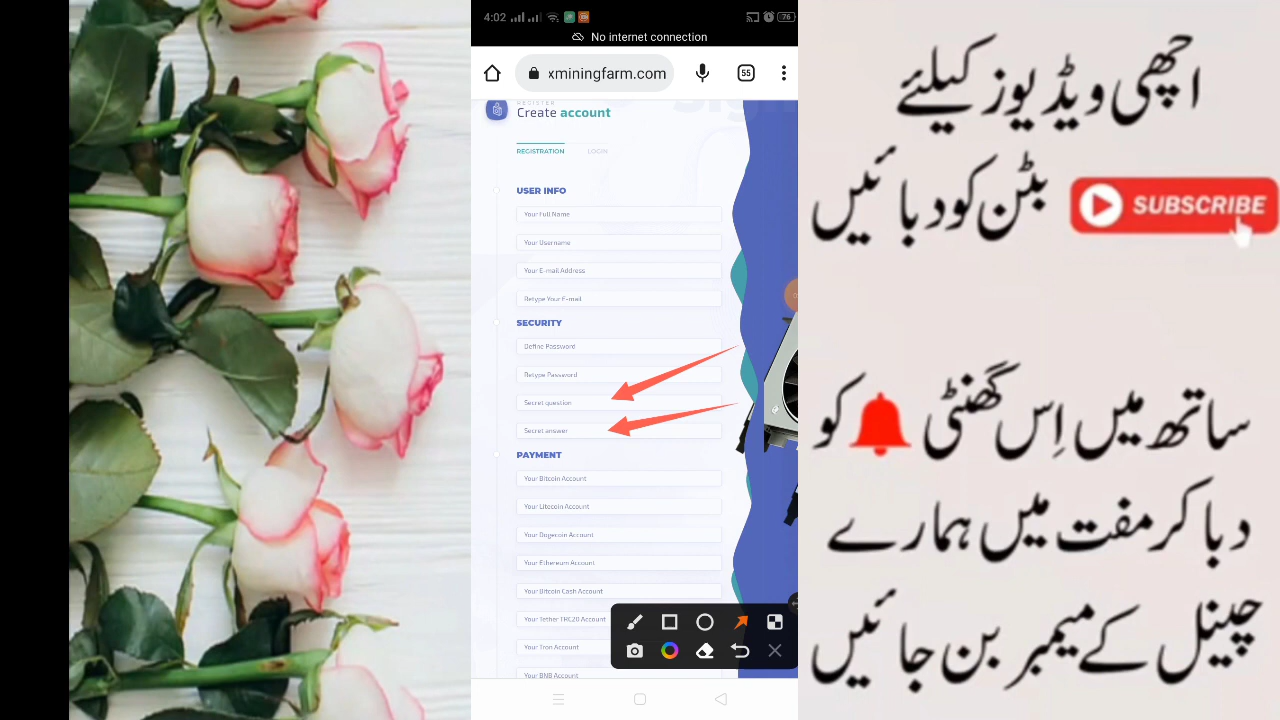 4:02
76
No internet connection
xminingfarm.com
55
REGISTER
Create account
REGISTRATION
LOGIN
USER INFO
Your Full Name
Your Username
Your E-mail Address
Retype Your E-mail
SECURITY
Define Password
Retype Password
Secret question
Secret answer
PAYMENT
Your Bitcoin Account
Your Litecoin Account
Your Dogecoin Account
Your Ethereum Account
Your Bitcoin Cash Account
Your Tether TRC20 Account
Your Tron Account
Your BNB Account
اچھی ویڈیوز کیلئے
بٹن کو دبائیں
SUBSCRIBE
ساتھ میں اِس گھنٹی کو
دبا کر مفت میں ہمارے
چینل کے میمبر بن جائیں